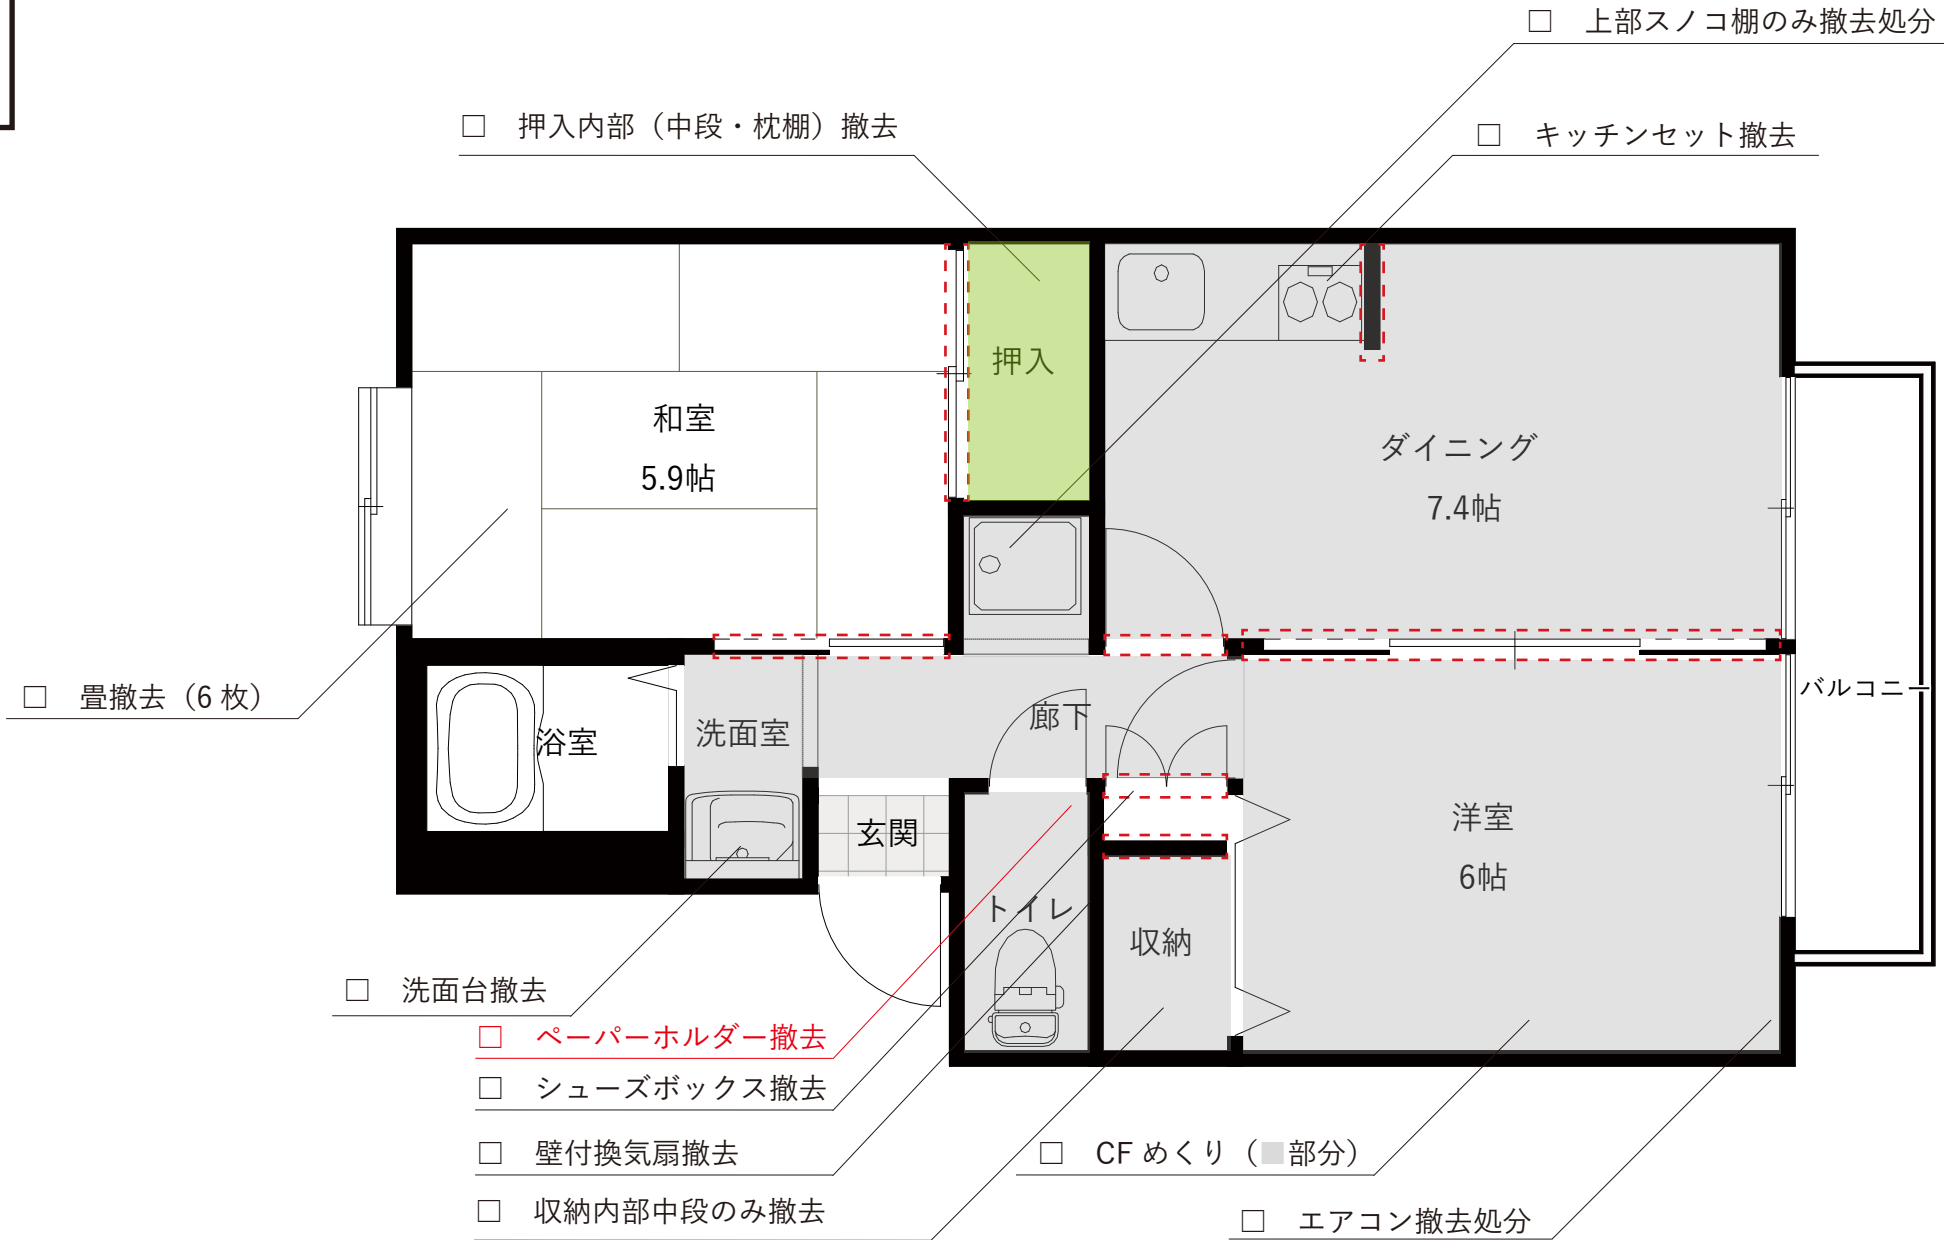 □ 上部スノコ棚のみ撤去処分
□ 押入内部（中段・枕棚）撤去
□ キッチンセット撤去
押入
和室
5.9帖
ダイニング
7.4帖
□ 畳撤去（6 枚）
バルコニー
浴室
洗面室
廊下
玄関
洋室
6帖
トイレ
収納
□ 洗面台撤去
□ ペーパーホルダー撤去
□ シューズボックス撤去
□ 壁付換気扇撤去
□ CF めくり（■部分）
□ 収納内部中段のみ撤去
□ エアコン撤去処分